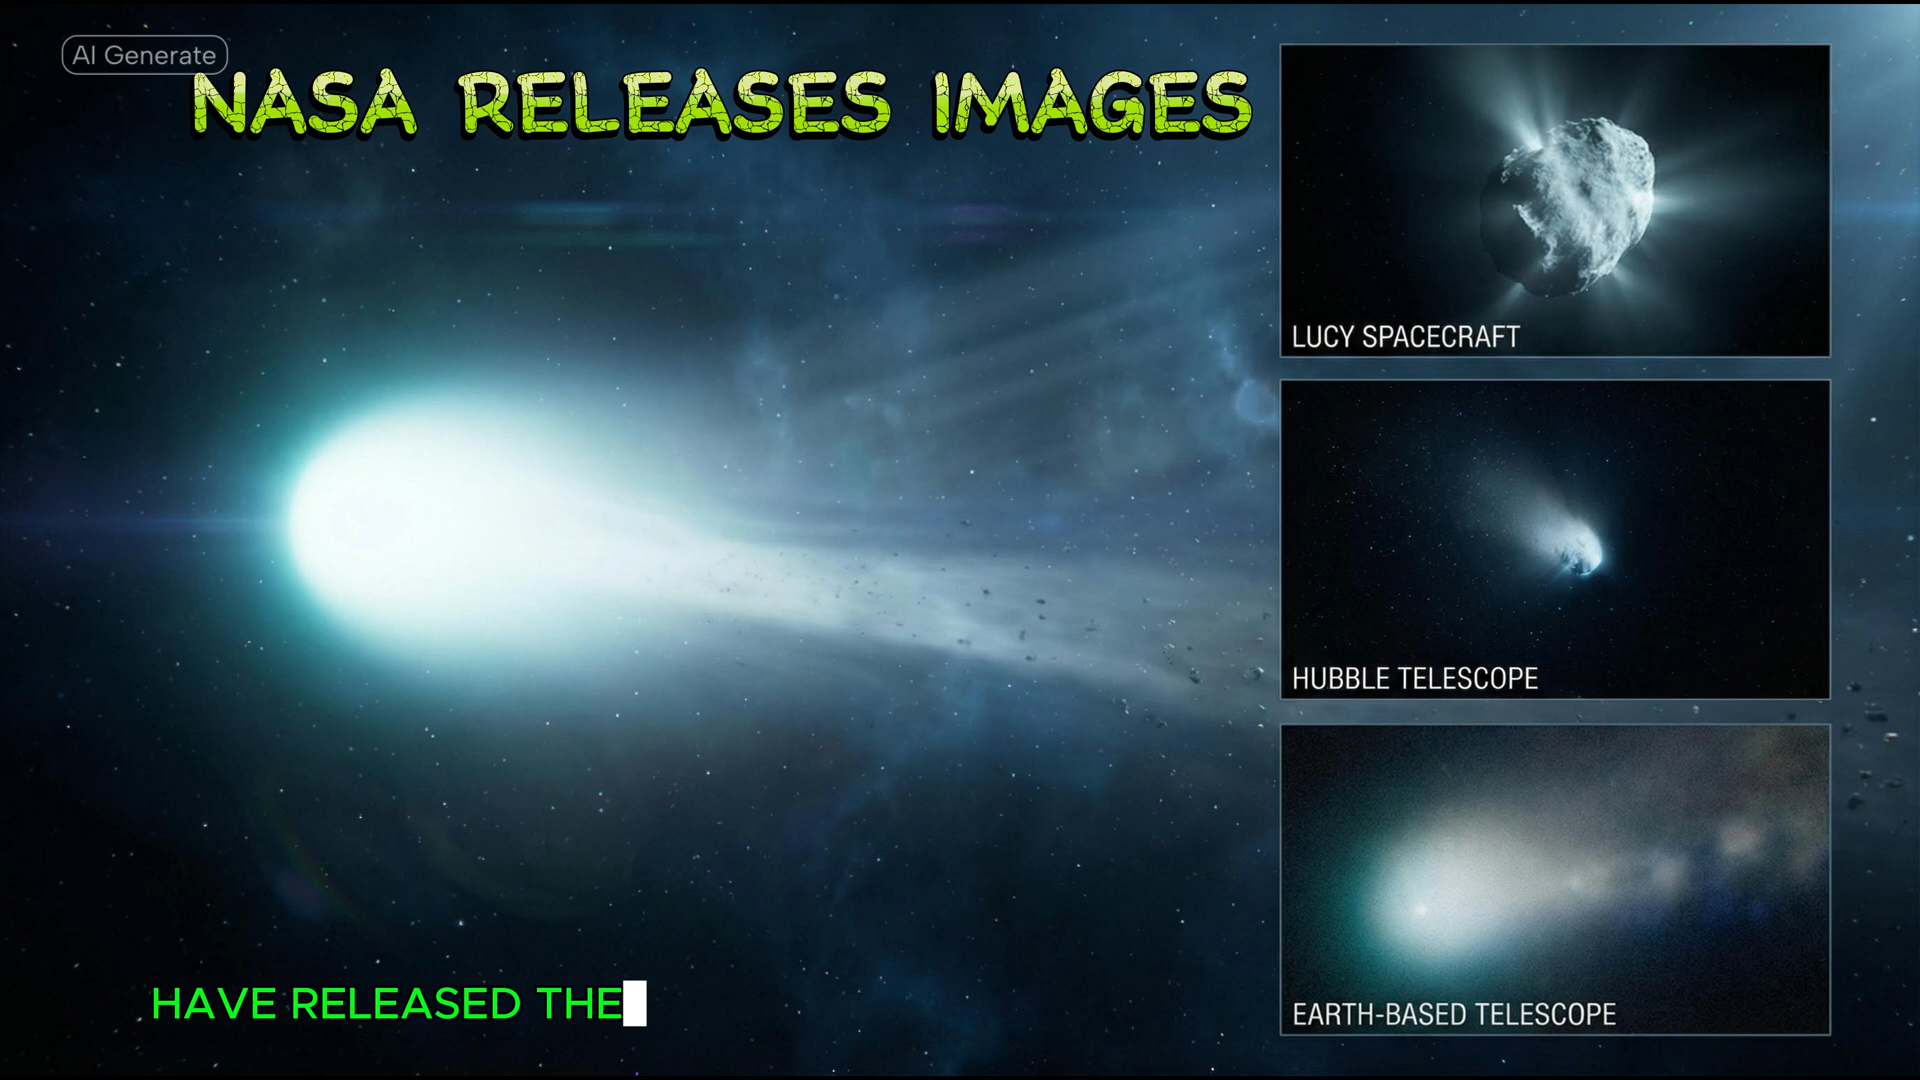 AI Generate
NASA RELEASES IMAGES
LUCY SPACECRAFT
HUBBLE TELESCOPE
EARTH-BASED TELESCOPE
HAVE RELEASED THE